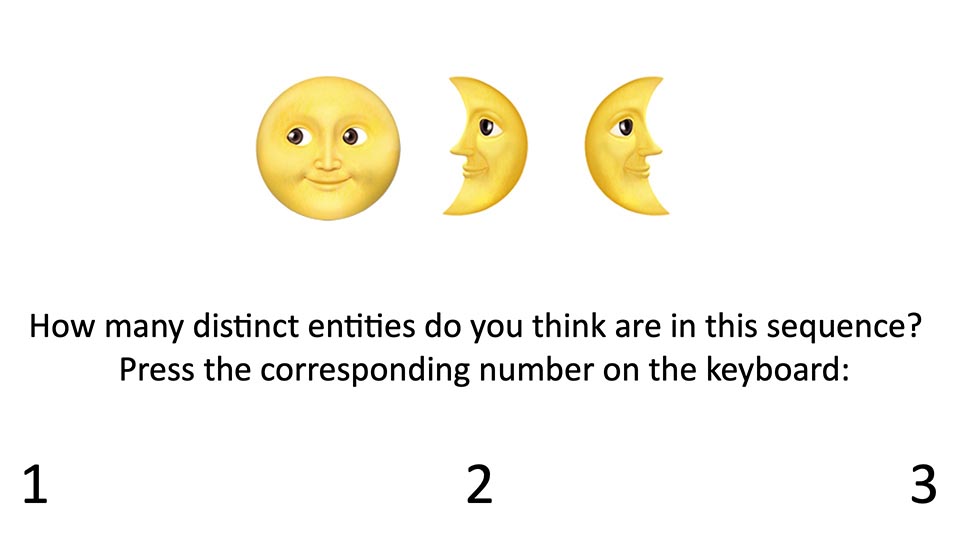 How many distinct entities do you think are in this sequence?
Press the corresponding number on the keyboard:
1 2 3